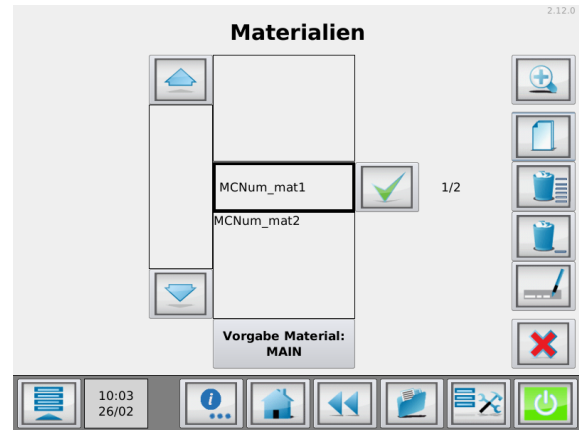 2.12.0
Materialien
MCNum_mat1
1/2
MCNum_mat2
Vorgabe Material:
MAIN
10:03
26/02